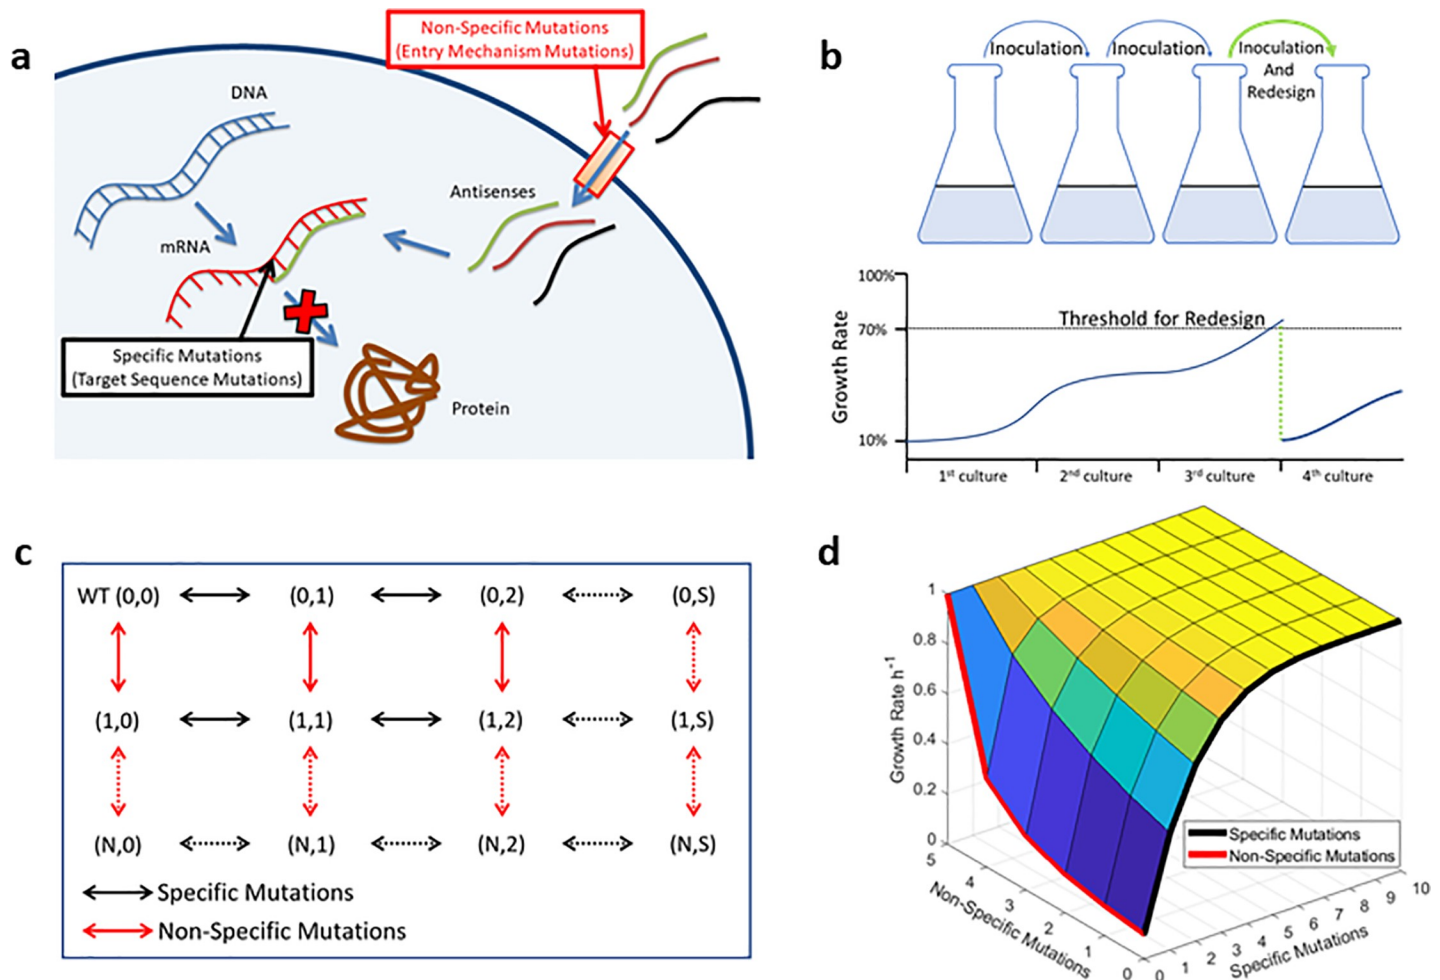 a
Non-Specific Mutations
(Entry Mechanism Mutations)
DNA
Antisenses
mRNA
Specific Mutations
(Target Sequence Mutations)
Protein
b
Inoculation
Inoculation
Inoculation
And
Redesign
100%
Threshold for Redesign
70%
Growth Rate
10%
1st culture
2nd culture
3rd culture
4th culture
c
WT (0,0)
(0,1)
(0,2)
(0,S)
(1,0)
(1,1)
(1,2)
(1,S)
(N,0)
(N,1)
(N,2)
(N,S)
Specific Mutations
Non-Specific Mutations
d
1
0.8
0.6
0.4
0.2
0
Growth Rate h-1
5
4
3
2
1
0
Non-Specific Mutations
0
1
2
3
4
5
6
7
8
9
10
Specific Mutations
Specific Mutations
Non-Specific Mutations